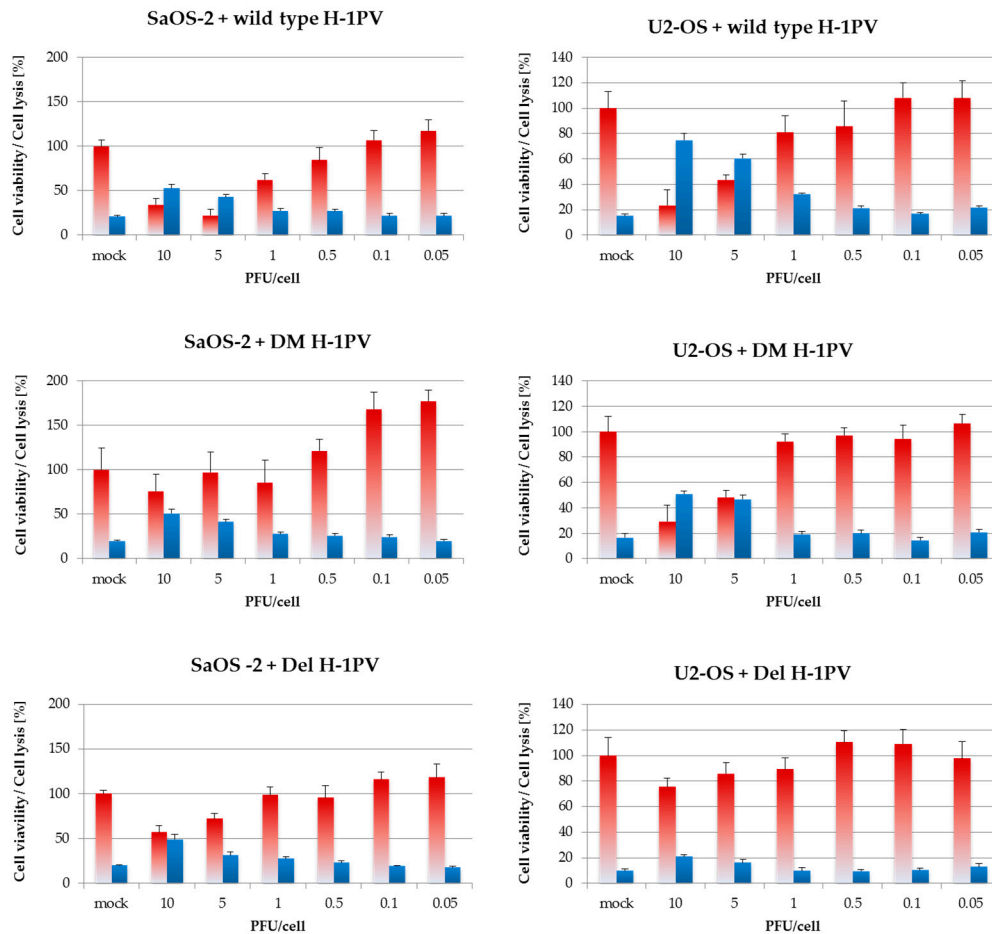 SaOS-2 + wild type H-1PV
Cell viability / Cell lysis [%]
200
150
100
50
0
mock 10 5 1 0.5 0.1 0.05
PFU/cell
U2-OS + wild type H-1PV
Cell viability / Cell lysis [%]
140
120
100
80
60
40
20
0
mock 10 5 1 0.5 0.1 0.05
PFU/cell
SaOS-2 + DM H-1PV
Cell viability / Cell lysis [%]
200
150
100
50
0
mock 10 5 1 0.5 0.1 0.05
PFU/cell
U2-OS + DM H-1PV
Cell viability / Cell lysis [%]
140
120
100
80
60
40
20
0
mock 10 5 1 0.5 0.1 0.05
PFU/cell
SaOS -2 + Del H-1PV
Cell viavility / Cell lysis [%]
200
150
100
50
0
mock 10 5 1 0.5 0.1 0.05
PFU/cell
U2-OS + Del H-1PV
Cell viability / Cell lysis [%]
140
120
100
80
60
40
20
0
mock 10 5 1 0.5 0.1 0.05
PFU/cell